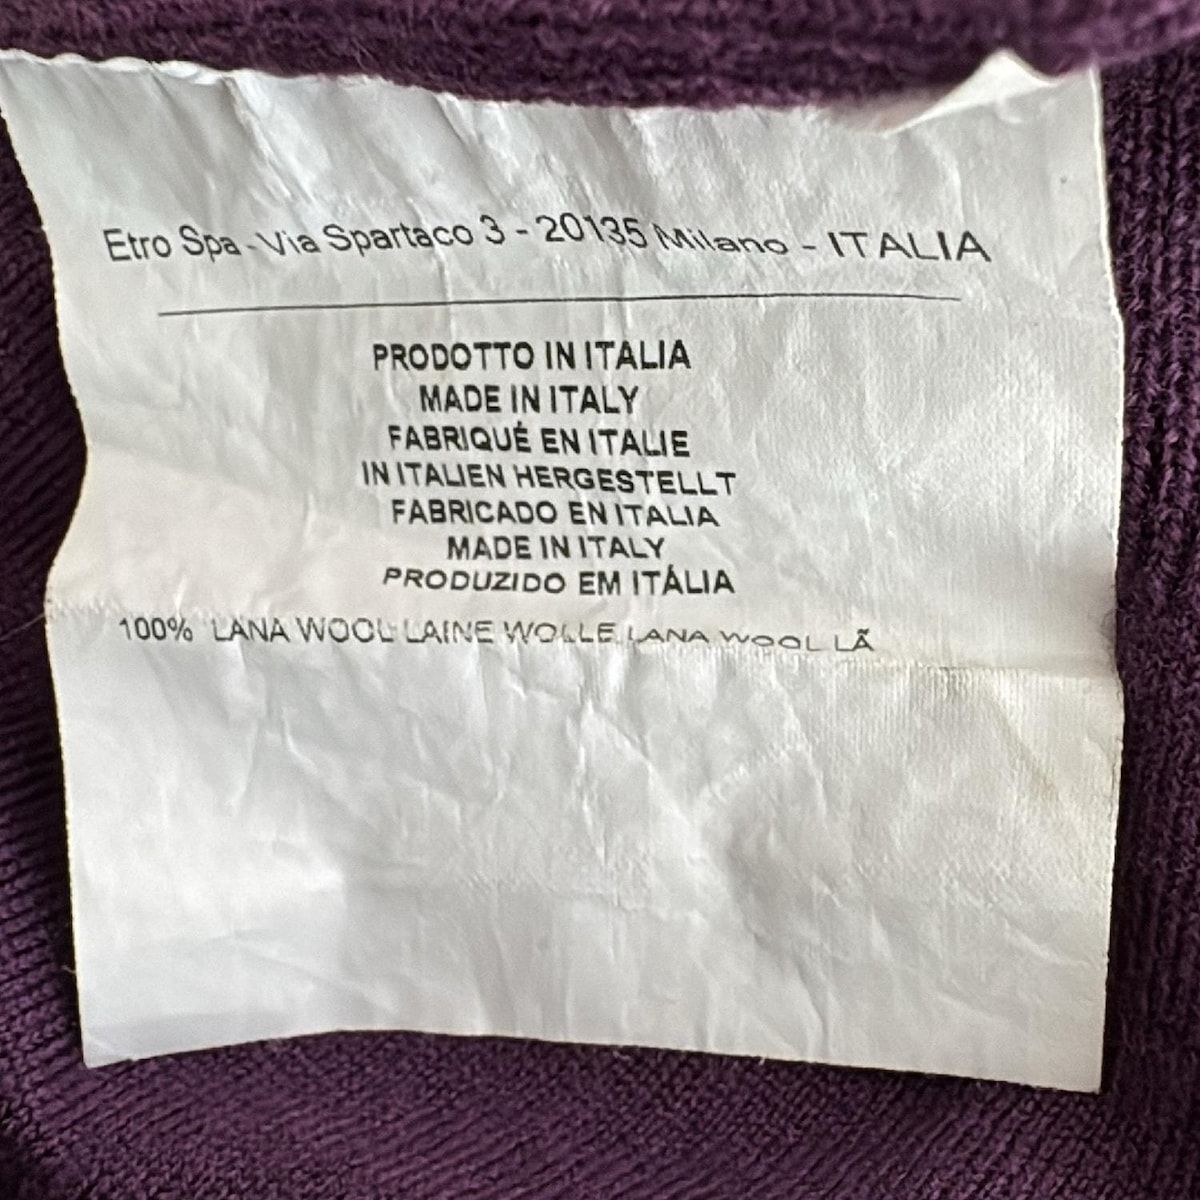 Etro Spa - Via Spartaco 3 - 20135 Milano - ITALIA
PRODOTTO IN ITALIA
MADE IN ITALY
FABRIQUÉ EN ITALIE
IN ITALIEN HERGESTELLT
FABRICADO EN ITALIA
MADE IN ITALY
PRODUZIDO EM ITÁLIA
100% LANA WOOL LAINE WOLLE LANA WOOL LÃ